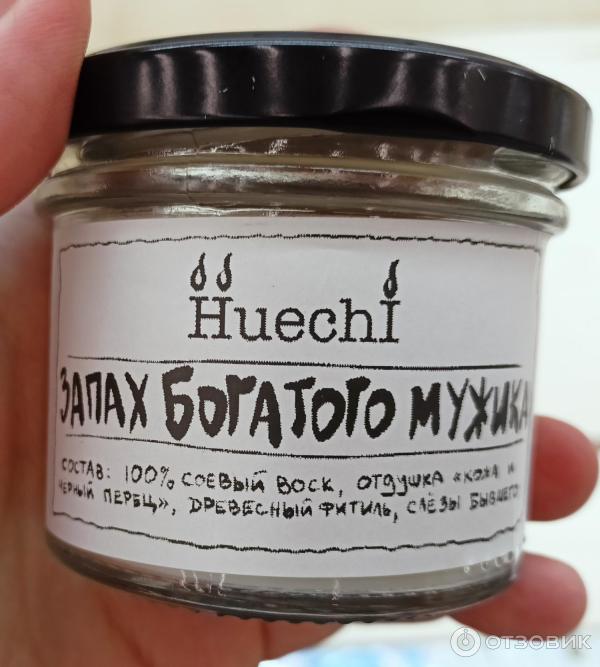 HuechI
ЗАПАХ БОГАТОГО МУЖИКА
СОСТАВ: 100% СОЕВЫЙ ВОСК, ОТДУШКА «КОЖА И
ЧЕРНЫЙ ПЕРЕЦ», ДРЕВЕСНЫЙ ФИТИЛЬ, СЛЁЗЫ БЫВШЕГО
ОТЗОВИК